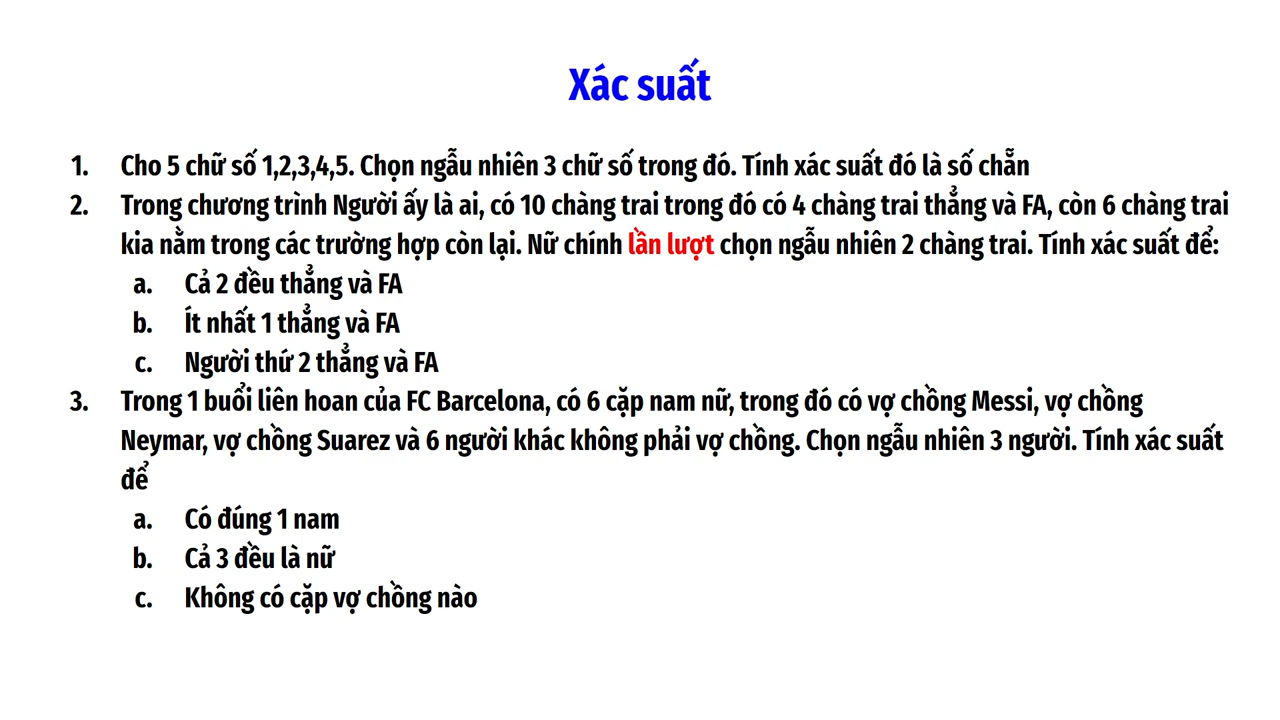 Xác suất
1. Cho 5 chữ số 1,2,3,4,5. Chọn ngẫu nhiên 3 chữ số trong đó. Tính xác suất đó là số chẵn
2. Trong chương trình Người ấy là ai, có 10 chàng trai trong đó có 4 chàng trai thẳng và FA, còn 6 chàng trai
kia nằm trong các trường hợp còn lại. Nữ chính lần lượt chọn ngẫu nhiên 2 chàng trai. Tính xác suất để:
a. Cả 2 đều thẳng và FA
b. Ít nhất 1 thẳng và FA
c. Người thứ 2 thẳng và FA
3. Trong 1 buổi liên hoan của FC Barcelona, có 6 cặp nam nữ, trong đó có vợ chồng Messi, vợ chồng
Neymar, vợ chồng Suarez và 6 người khác không phải vợ chồng. Chọn ngẫu nhiên 3 người. Tính xác suất
để
a. Có đúng 1 nam
b. Cả 3 đều là nữ
c. Không có cặp vợ chồng nào